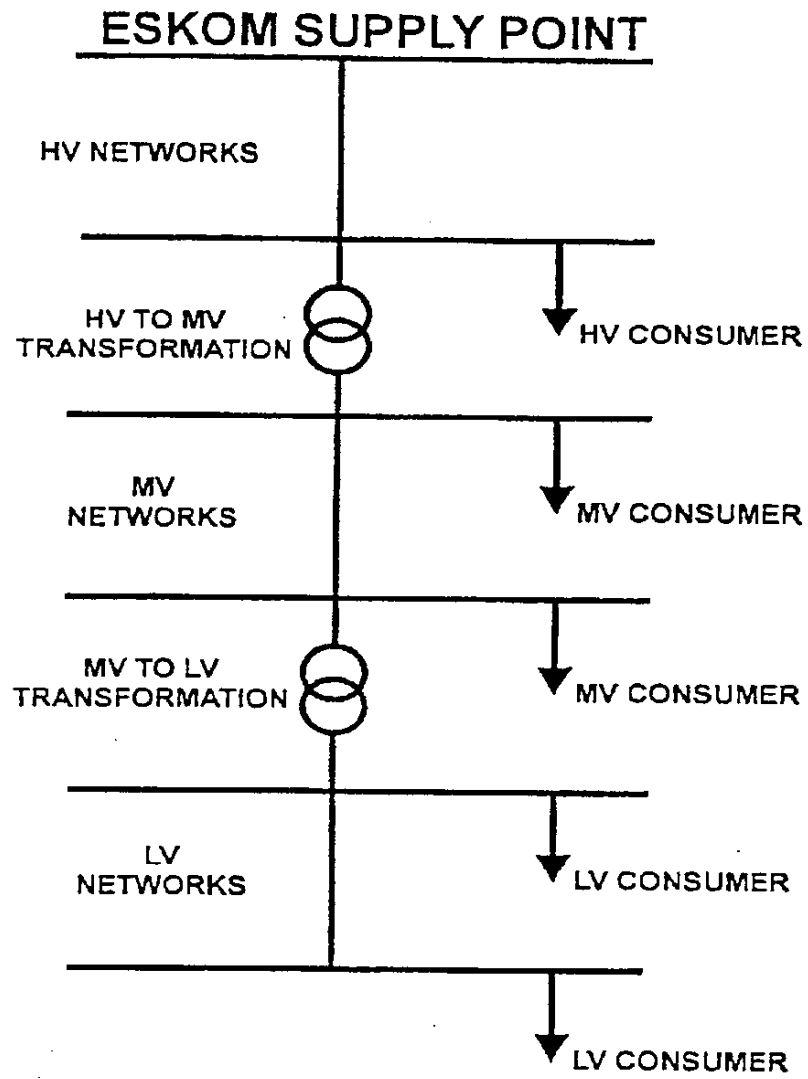 ESKOM SUPPLY POINT
HV NETWORKS
HV TO MV
TRANSFORMATION
HV CONSUMER
MV
NETWORKS
MV CONSUMER
MV TO LV
TRANSFORMATION
MV CONSUMER
LV
NETWORKS
LV CONSUMER
LV CONSUMER